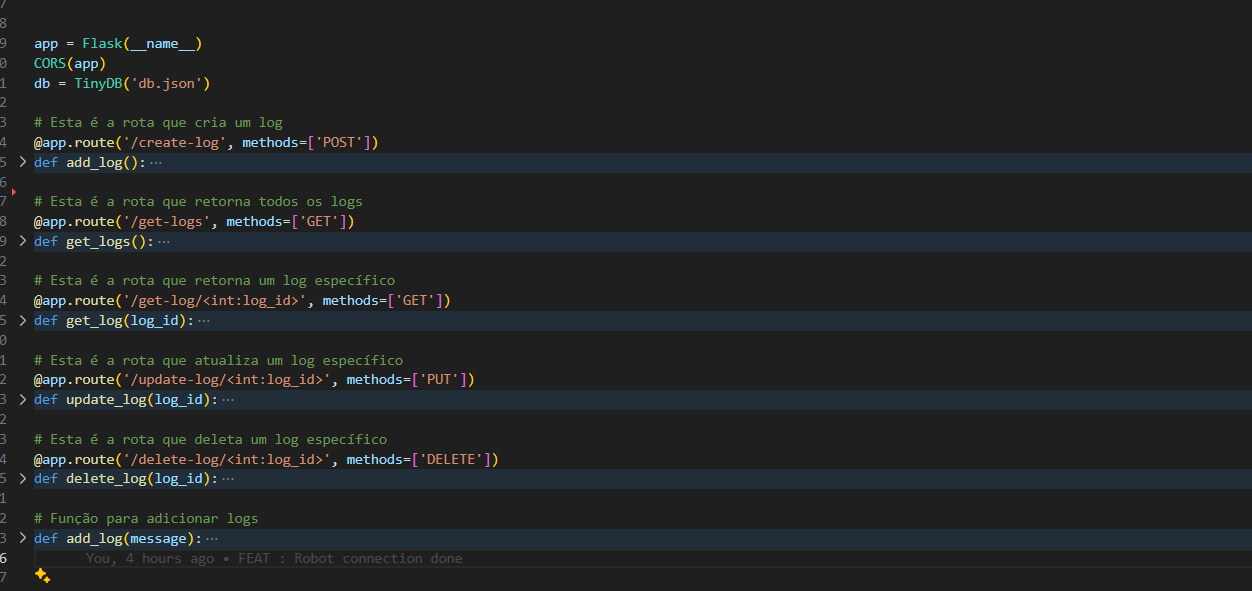 7
8
9 app = Flask(__name__)
0 CORS(app)
1 db = TinyDB('db.json')
2
3 # Esta é a rota que cria um log
4 @app.route('/create-log', methods=['POST'])
5 def add_log(): ...
6
7 # Esta é a rota que retorna todos os logs
8 @app.route('/get-logs', methods=['GET'])
9 def get_logs(): ...
2
3 # Esta é a rota que retorna um log específico
4 @app.route('/get-log/<int:log_id>', methods=['GET'])
5 def get_log(log_id): ...
0
1 # Esta é a rota que atualiza um log específico
2 @app.route('/update-log/<int:log_id>', methods=['PUT'])
3 def update_log(log_id): ...
2
3 # Esta é a rota que deleta um log específico
4 @app.route('/delete-log/<int:log_id>', methods=['DELETE'])
5 def delete_log(log_id): ...
1
2 # Função para adicionar logs
3 def add_log(message): ...
6 You, 4 hours ago • FEAT : Robot connection done
7